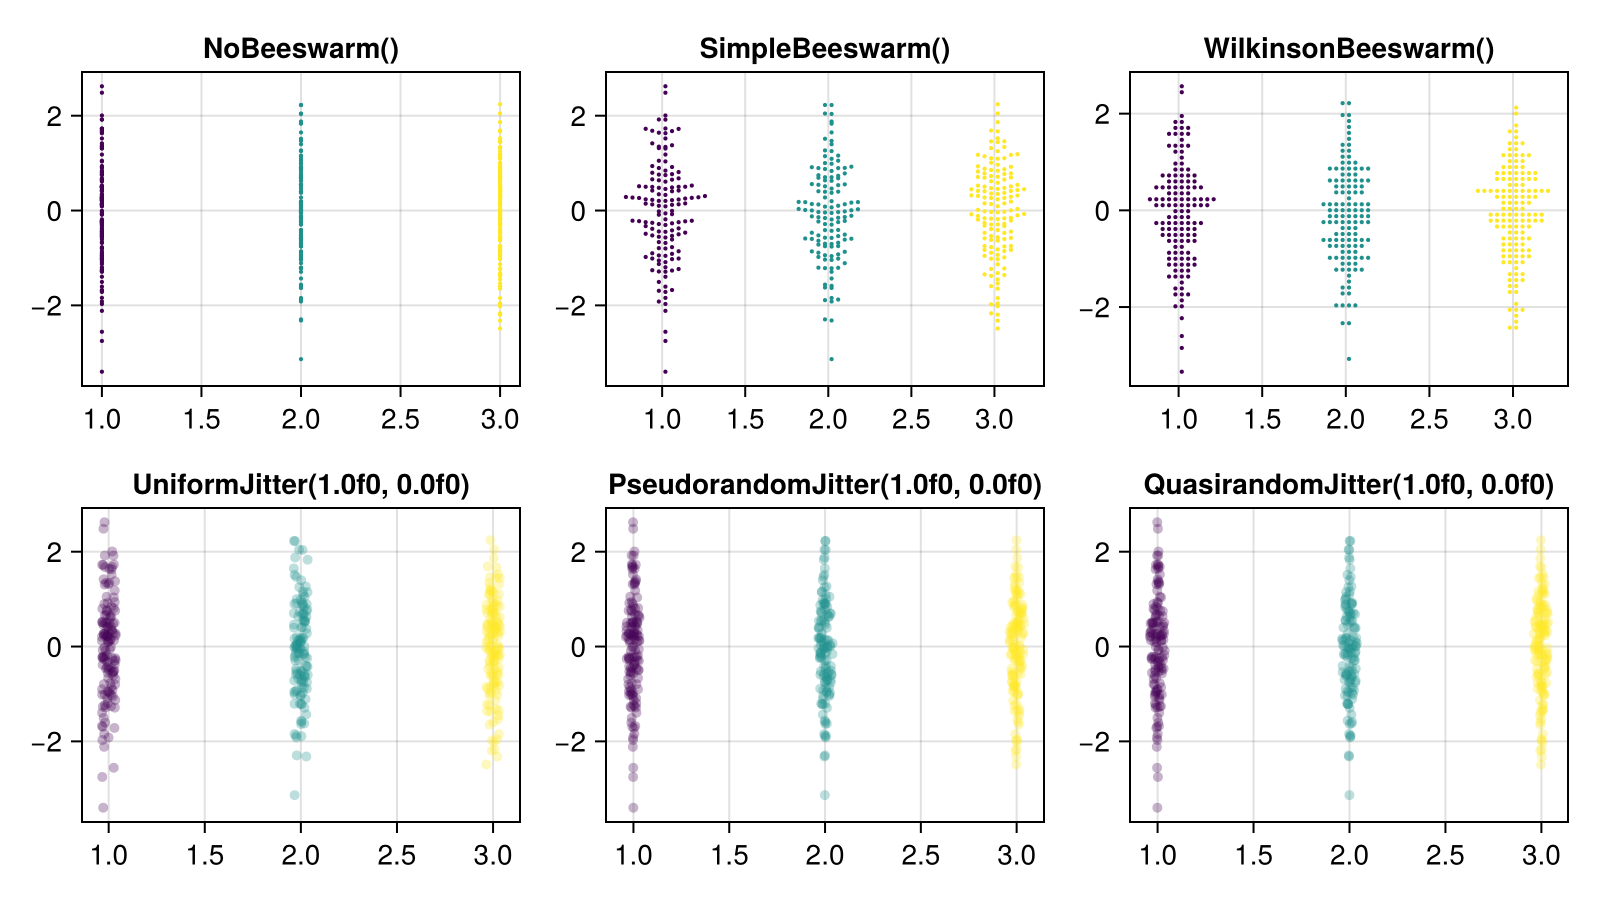 NoBeeswarm()
SimpleBeeswarm()
WilkinsonBeeswarm()
2
0
−2
1.0 1.5 2.0 2.5 3.0
2
0
−2
1.0 1.5 2.0 2.5 3.0
2
0
−2
1.0 1.5 2.0 2.5 3.0
UniformJitter(1.0f0, 0.0f0)
PseudorandomJitter(1.0f0, 0.0f0)
QuasirandomJitter(1.0f0, 0.0f0)
2
0
−2
1.0 1.5 2.0 2.5 3.0
2
0
−2
1.0 1.5 2.0 2.5 3.0
2
0
−2
1.0 1.5 2.0 2.5 3.0